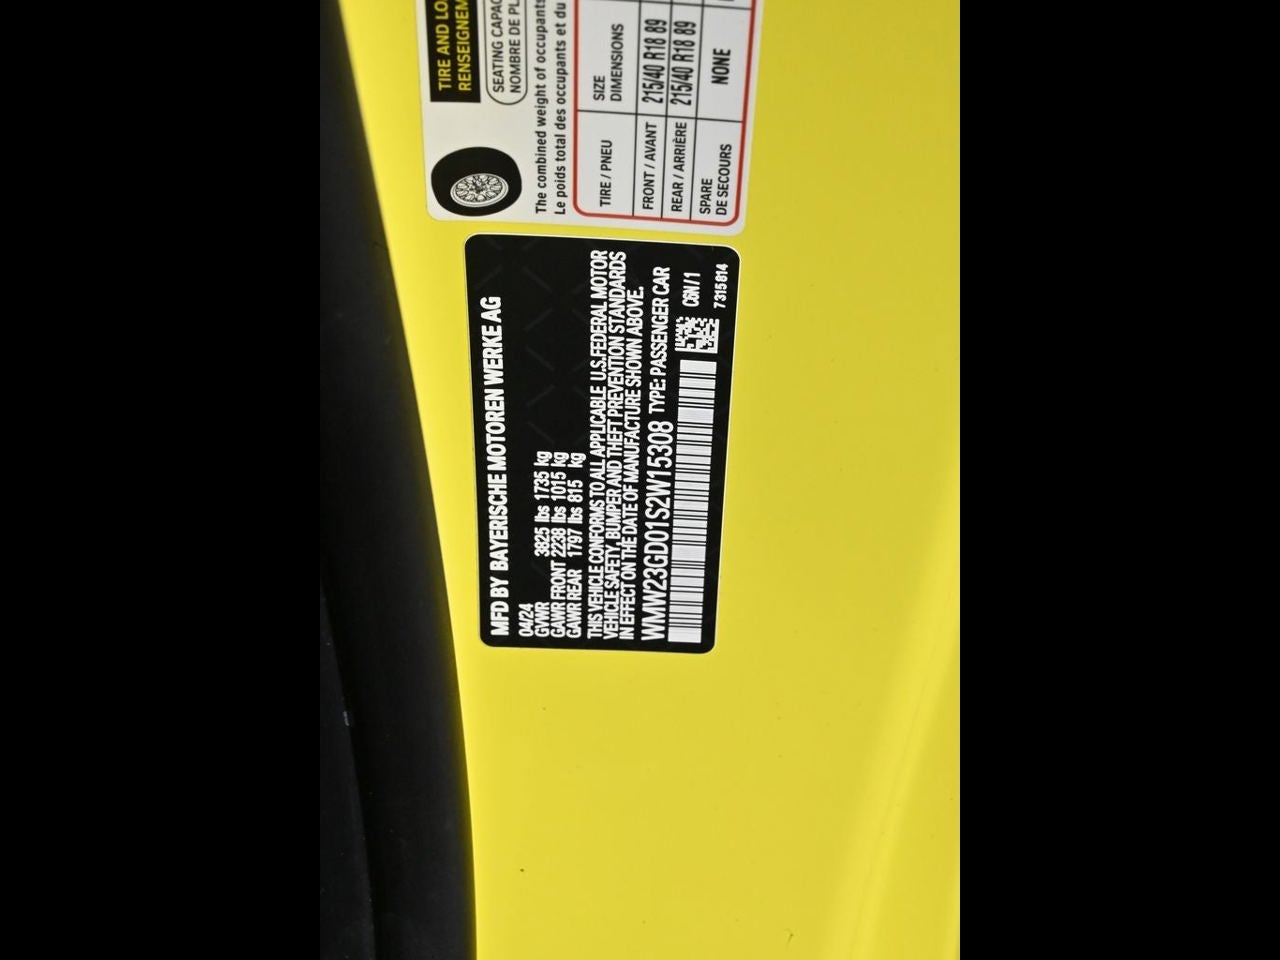 TIRE AND LO
RENSEIGNEM
SEATING CAPAC
NOMBRE DE PL
The combined weight of occupants
Le poids total des occupants et du
TIRE / PNEU SIZE DIMENSIONS
FRONT / AVANT 215/40 R18 89
REAR / ARRIÈRE 215/40 R18 89
SPARE DE SECOURS NONE
MFD BY BAYERISCHE MOTOREN WERKE AG
04/24
GVWR 3825 lbs 1735 kg
GAWR FRONT 2238 lbs 1015 kg
GAWR REAR 1797 lbs 815 kg
THIS VEHICLE CONFORMS TO ALL APPLICABLE U.S.FEDERAL MOTOR
VEHICLE SAFETY, BUMPER AND THEFT PREVENTION STANDARDS
IN EFFECT ON THE DATE OF MANUFACTURE SHOWN ABOVE.
WMW23GD01S2W15308 TYPE: PASSENGER CAR
C6N/1
7315814